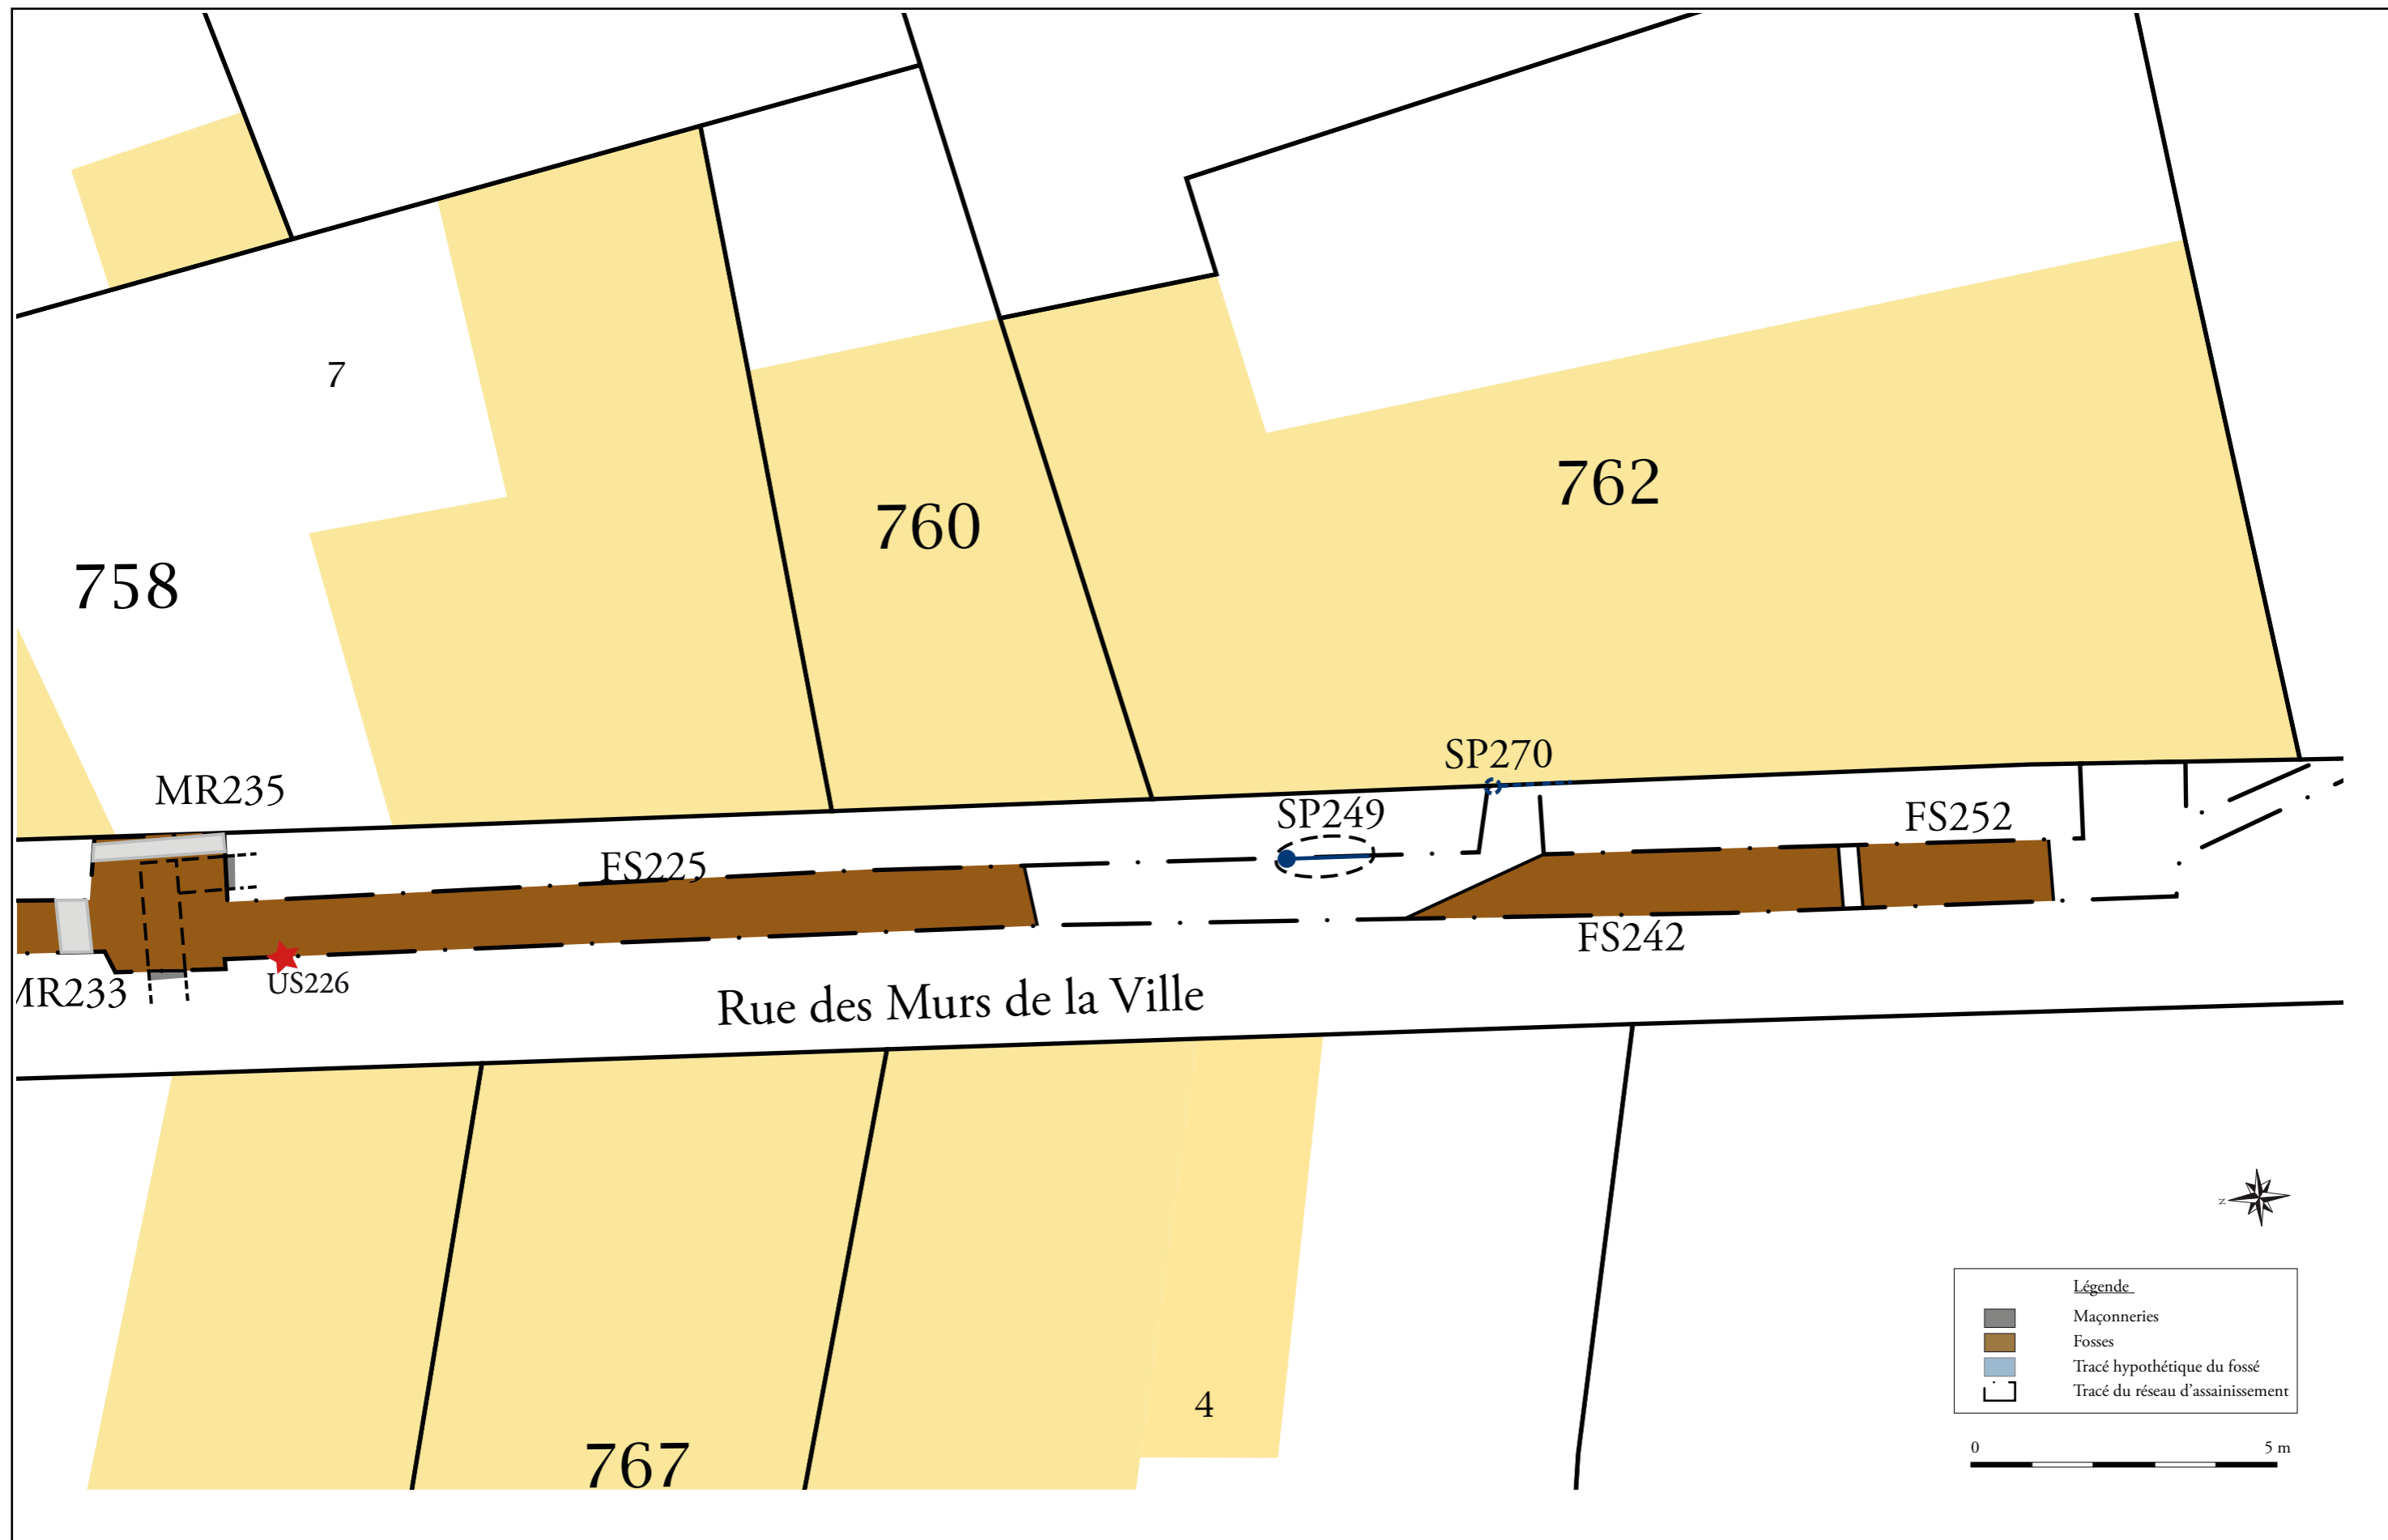 7
762
760
758
SP270
MR235
SP249
FS252
FS225
FS242
US226
MR233
Rue des Murs de la Ville
N
Légende
Maçonneries
Fosses
Tracé hypothétique du fossé
Tracé du réseau d'assainissement
4
767
0 5 m